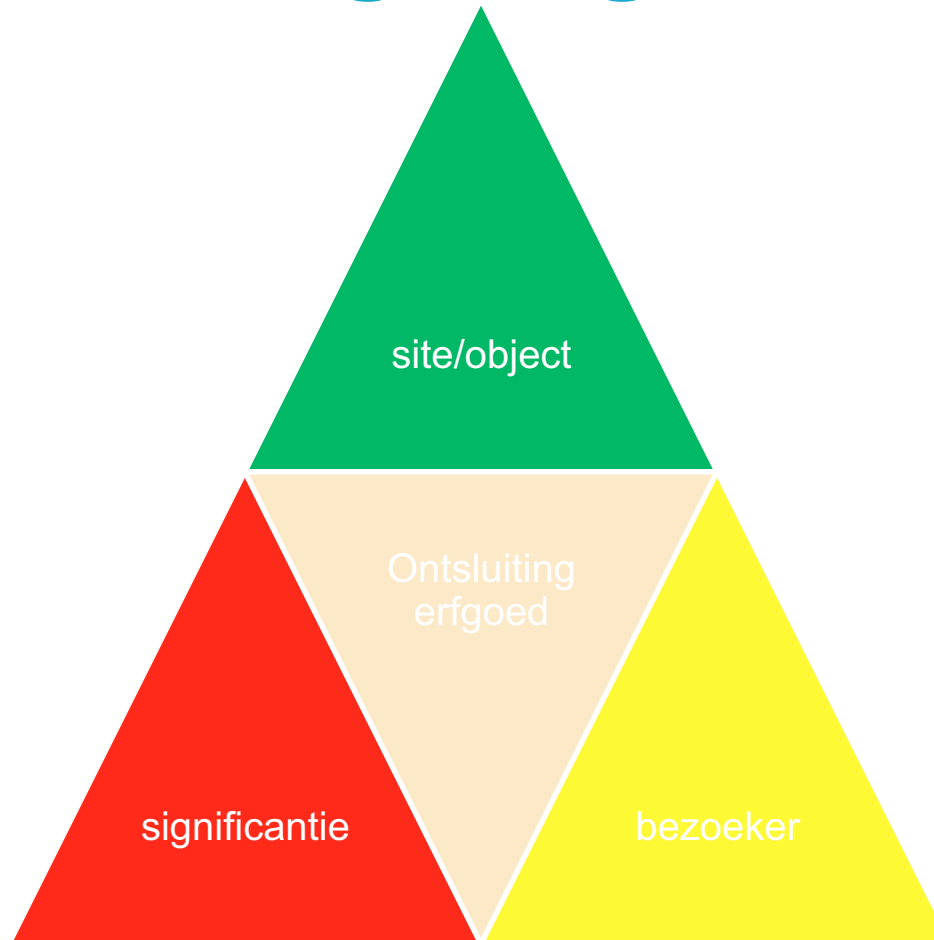 site/object
Ontsluiting
erfgoed
significantie
bezoeker